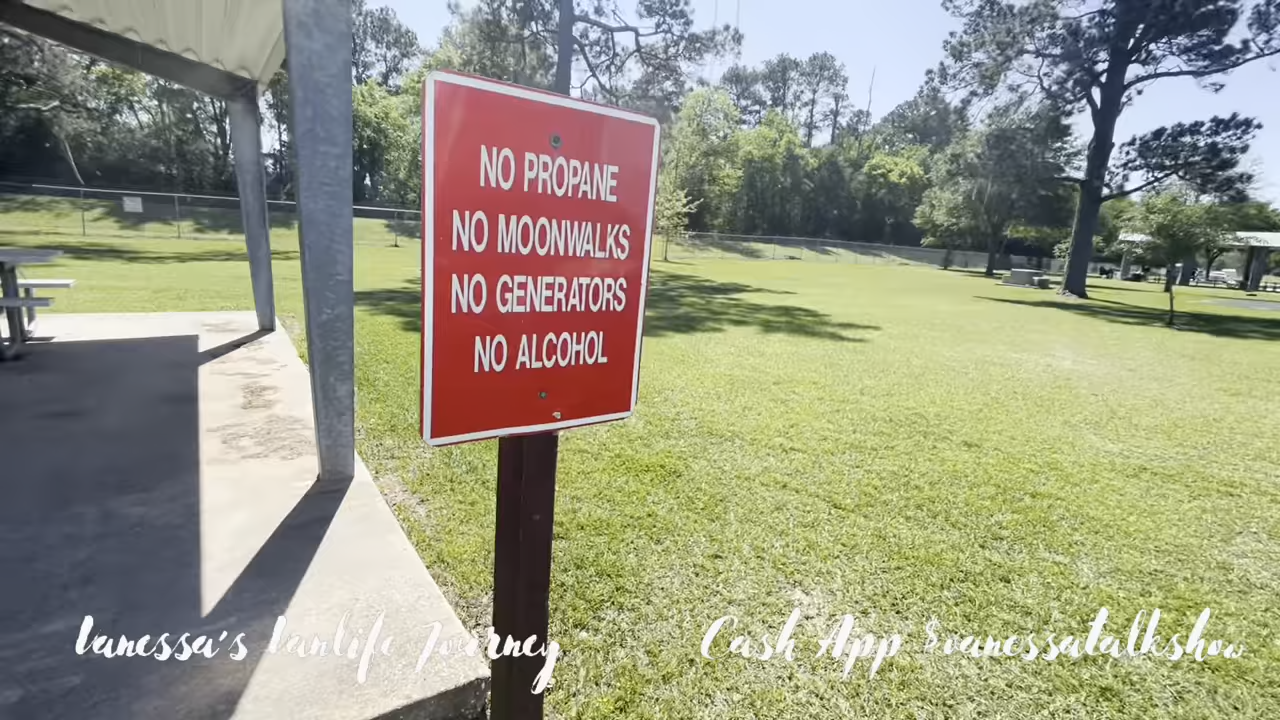 NO PROPANE
NO MOONWALKS
NO GENERATORS
NO ALCOHOL
Vanessa's Vanlife Journey
Cash App $vanessatalkshow